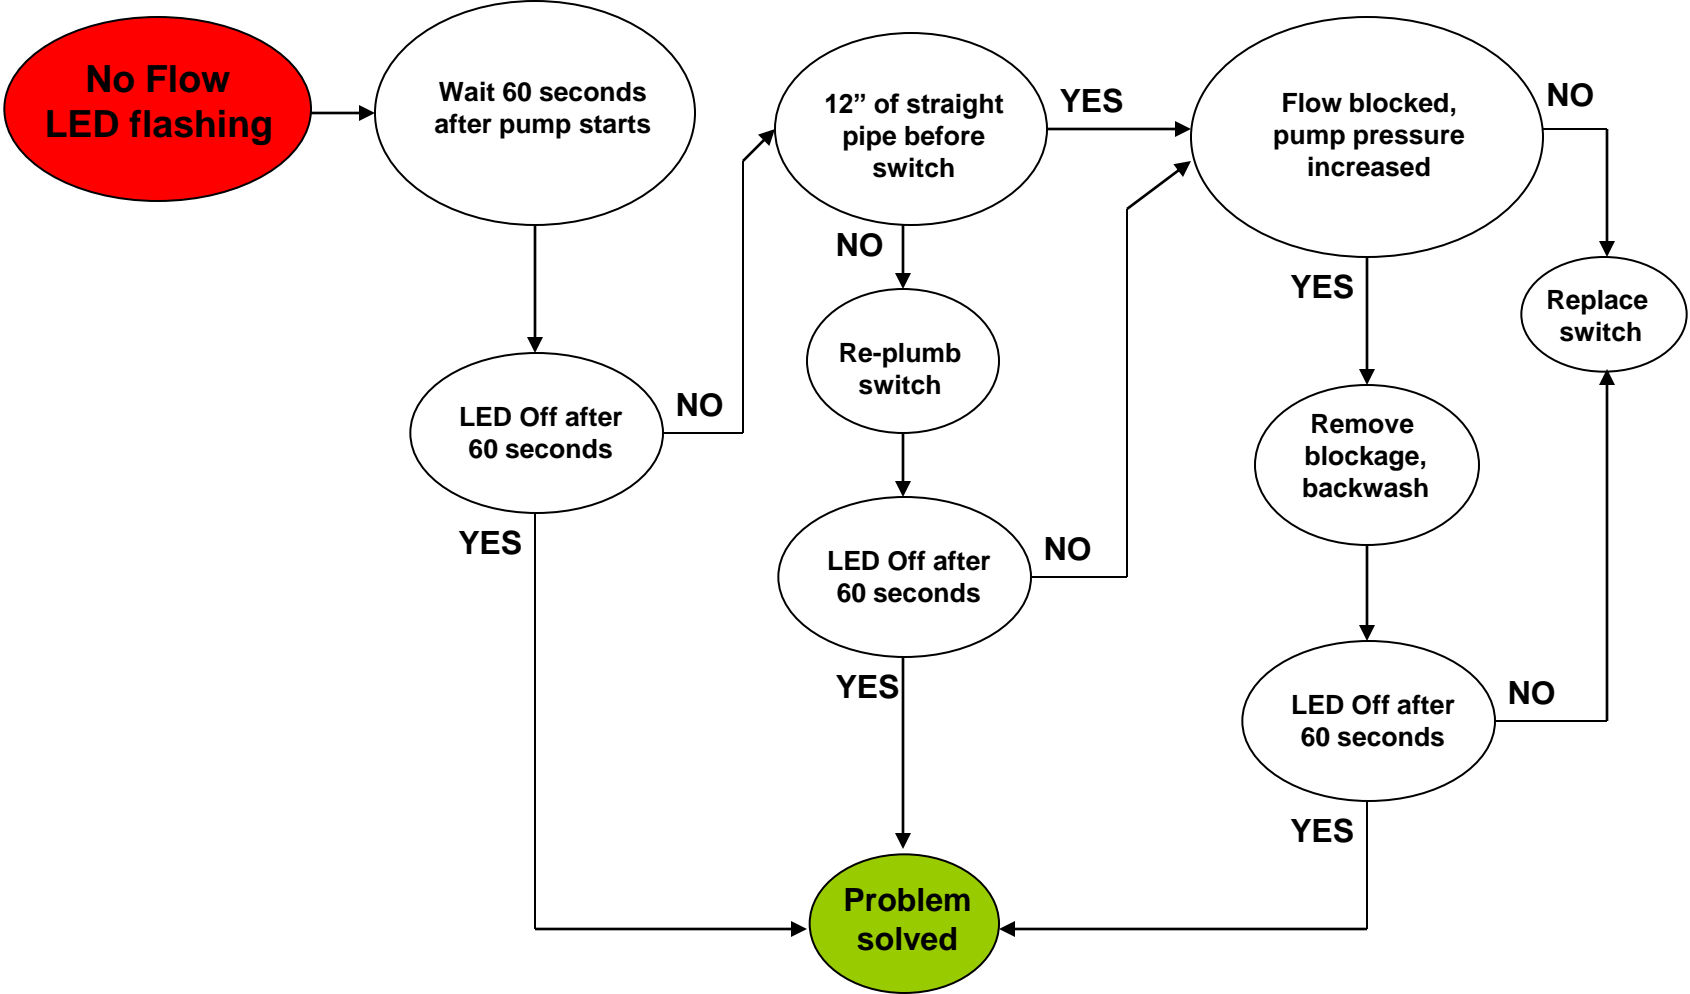 No Flow
LED flashing
Wait 60 seconds
after pump starts
LED Off after
60 seconds
NO
YES
12” of straight
pipe before
switch
YES
NO
Re-plumb
switch
LED Off after
60 seconds
NO
YES
Flow blocked,
pump pressure
increased
NO
YES
Replace
switch
Remove
blockage,
backwash
LED Off after
60 seconds
NO
YES
Problem
solved